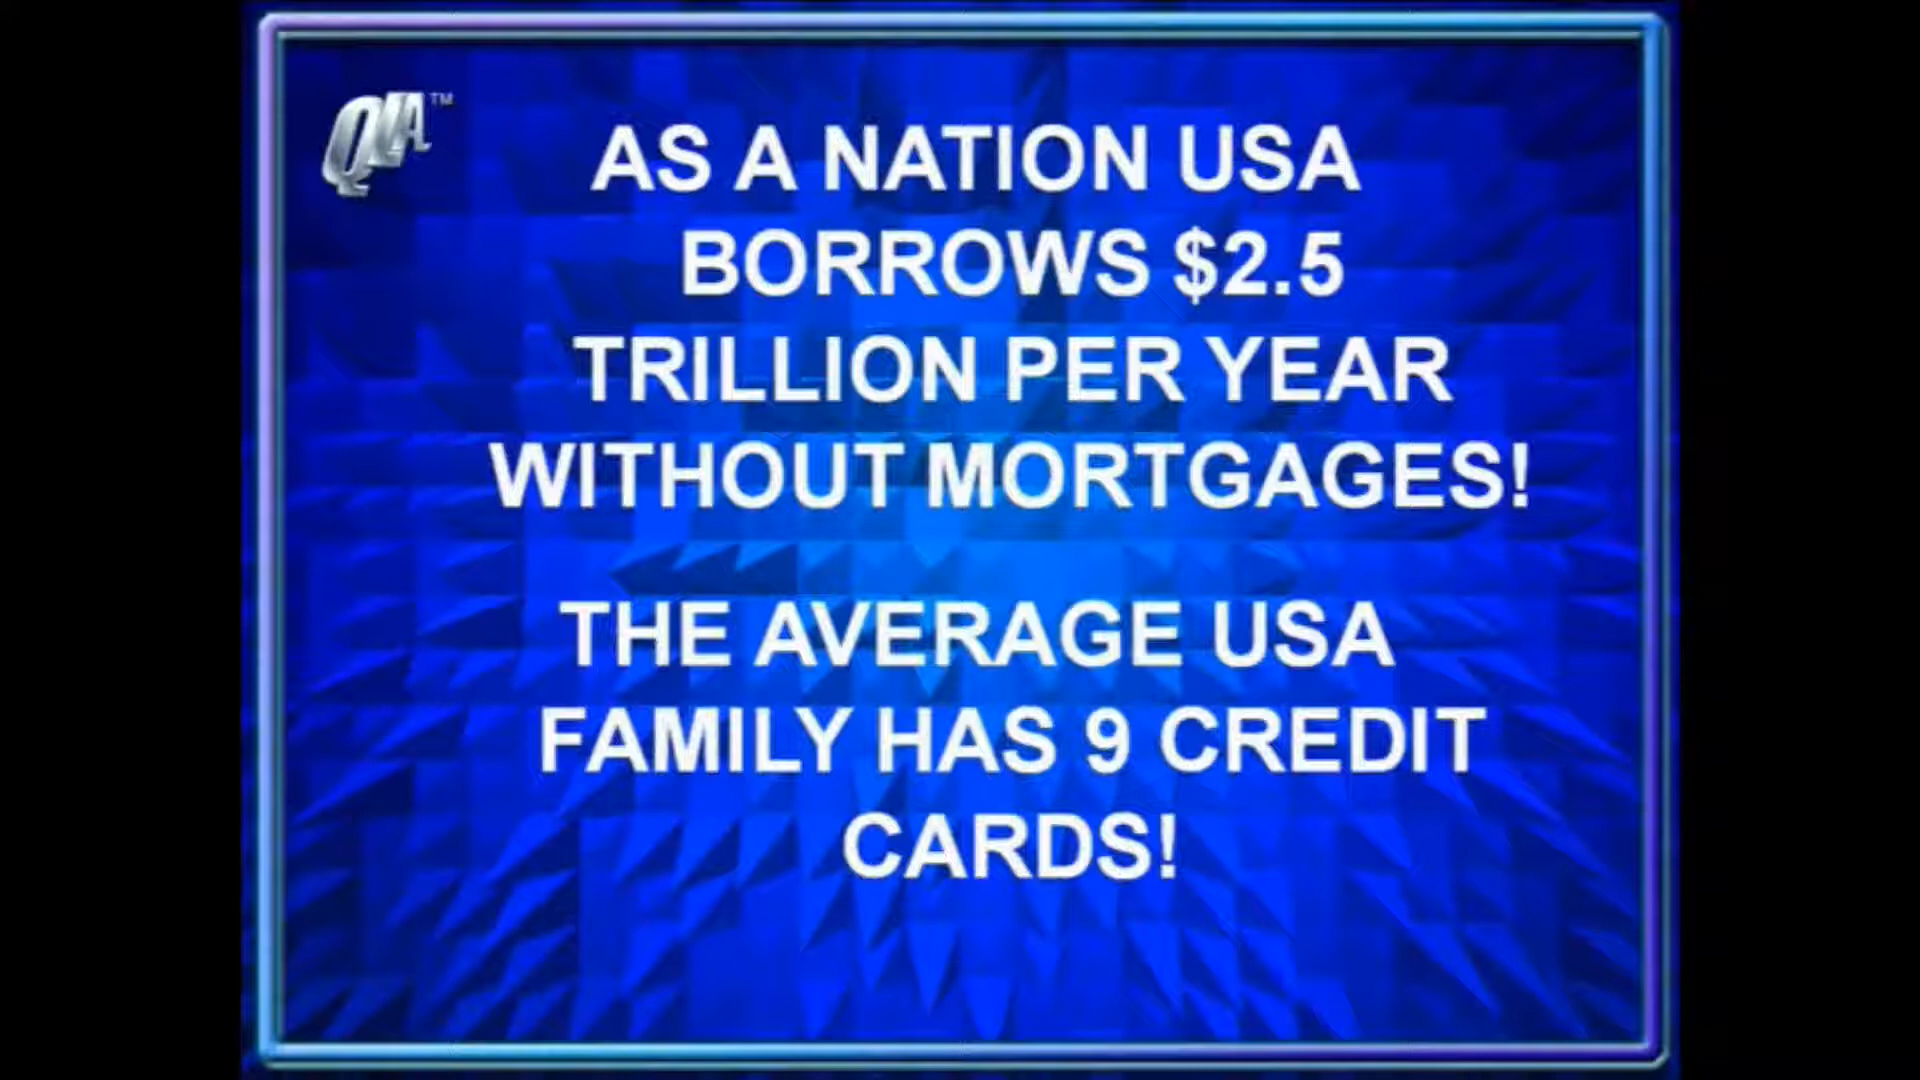 QLA™
AS A NATION USA
BORROWS $2.5
TRILLION PER YEAR
WITHOUT MORTGAGES!
THE AVERAGE USA
FAMILY HAS 9 CREDIT
CARDS!